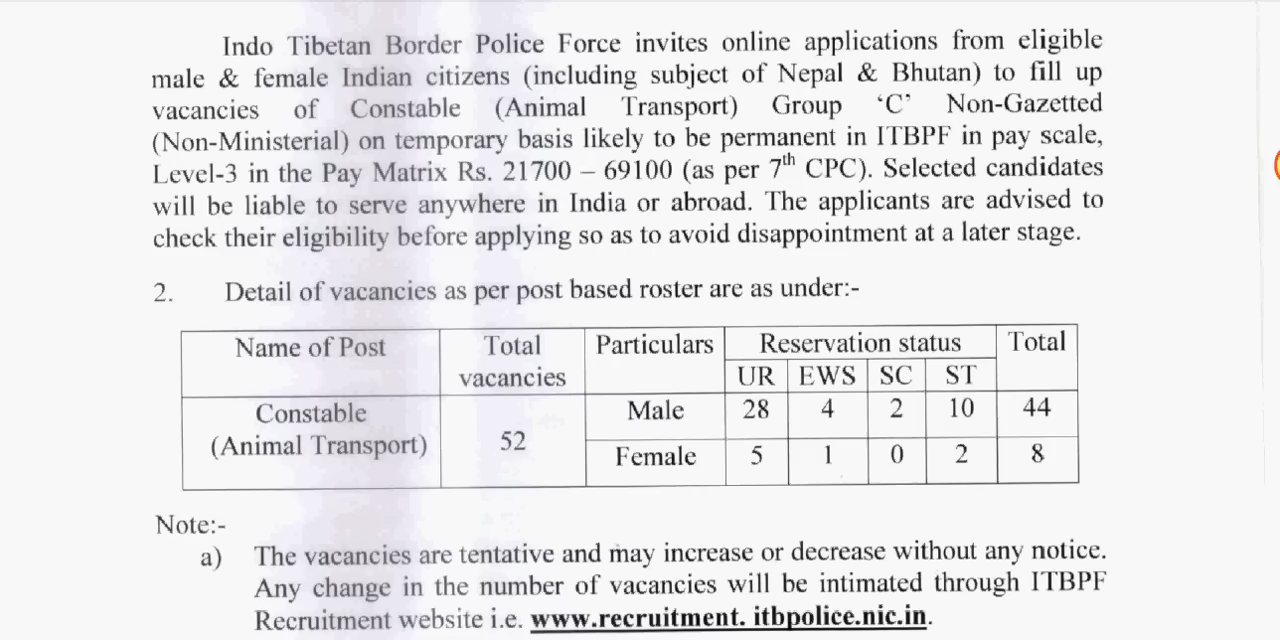 Indo Tibetan Border Police Force invites online applications from eligible
male & female Indian citizens (including subject of Nepal & Bhutan) to fill up
vacancies of Constable (Animal Transport) Group ‘C’ Non-Gazetted
(Non-Ministerial) on temporary basis likely to be permanent in ITBPF in pay scale,
Level-3 in the Pay Matrix Rs. 21700 – 69100 (as per 7th CPC). Selected candidates
will be liable to serve anywhere in India or abroad. The applicants are advised to
check their eligibility before applying so as to avoid disappointment at a later stage.
2. Detail of vacancies as per post based roster are as under:-
Name of Post Total vacancies Particulars Reservation status Total
UR EWS SC ST
Constable (Animal Transport) 52 Male 28 4 2 10 44
Female 5 1 0 2 8
Note:-
a) The vacancies are tentative and may increase or decrease without any notice.
Any change in the number of vacancies will be intimated through ITBPF
Recruitment website i.e. www.recruitment. itbpolice.nic.in.